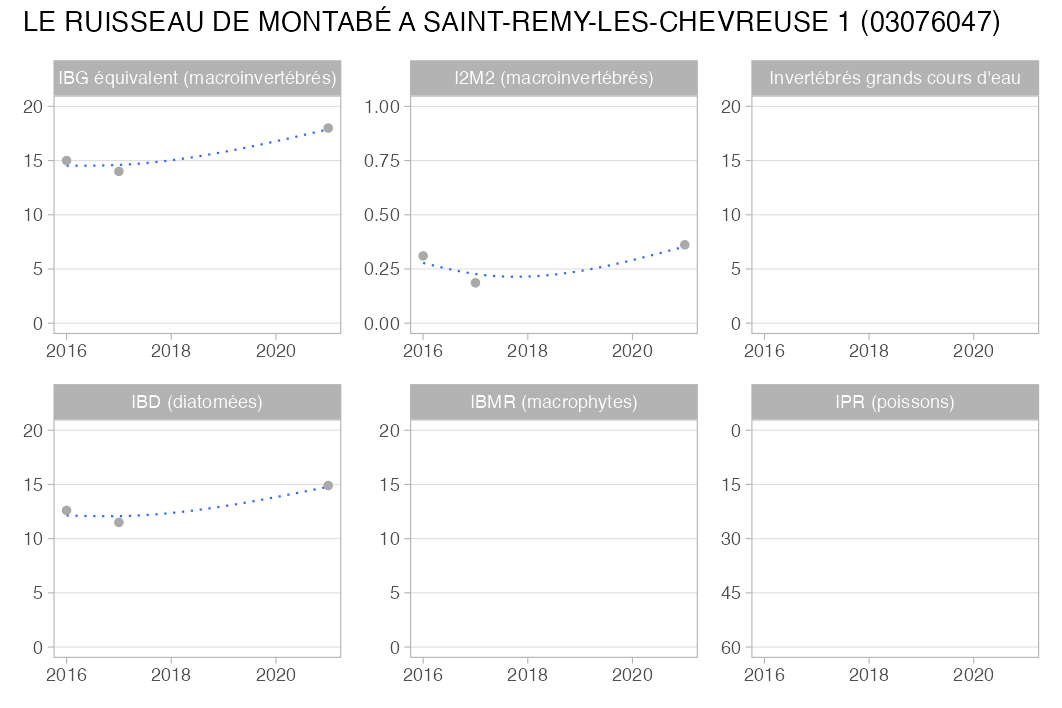 LE RUISSEAU DE MONTABÉ A SAINT-REMY-LES-CHEVREUSE 1 (03076047)
IBG équivalent (macroinvertébrés)
20
15
10
5
0
2016 2018 2020
I2M2 (macroinvertébrés)
1.00
0.75
0.50
0.25
0.00
2016 2018 2020
Invertébrés grands cours d'eau
20
15
10
5
0
2016 2018 2020
IBD (diatomées)
20
15
10
5
0
2016 2018 2020
IBMR (macrophytes)
20
15
10
5
0
2016 2018 2020
IPR (poissons)
0
15
30
45
60
2016 2018 2020